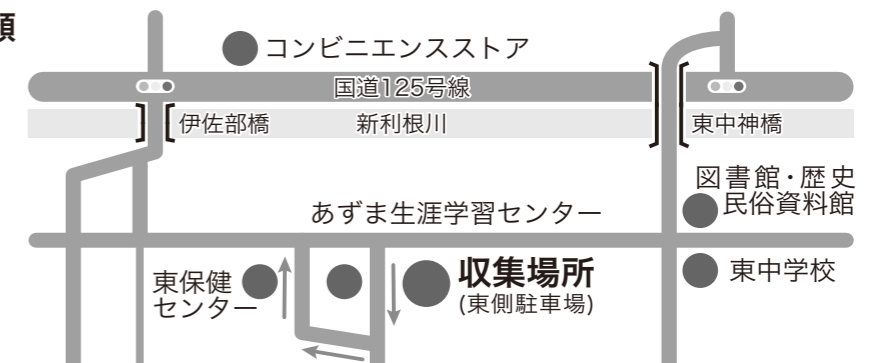 額
コンビニエンスストア
国道125号線
伊佐部橋
新利根川
東中神橋
図書館・歴史
民俗資料館
あずま生涯学習センター
東保健
センター
収集場所
(東側駐車場)
東中学校